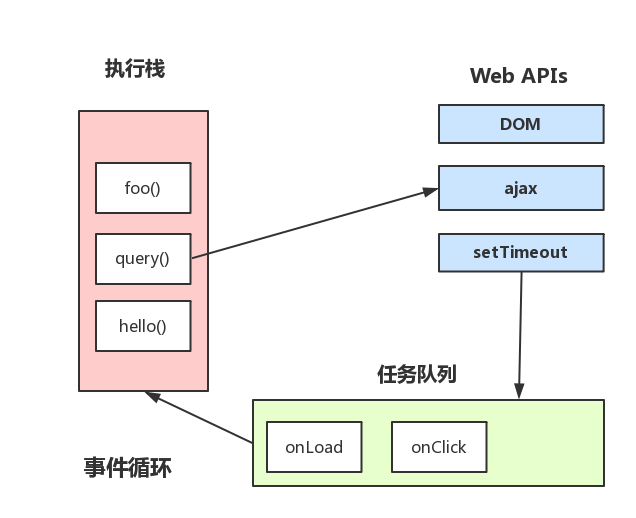 执行栈
foo()
query()
hello()
Web APIs
DOM
ajax
setTimeout
任务队列
onLoad
onClick
事件循环